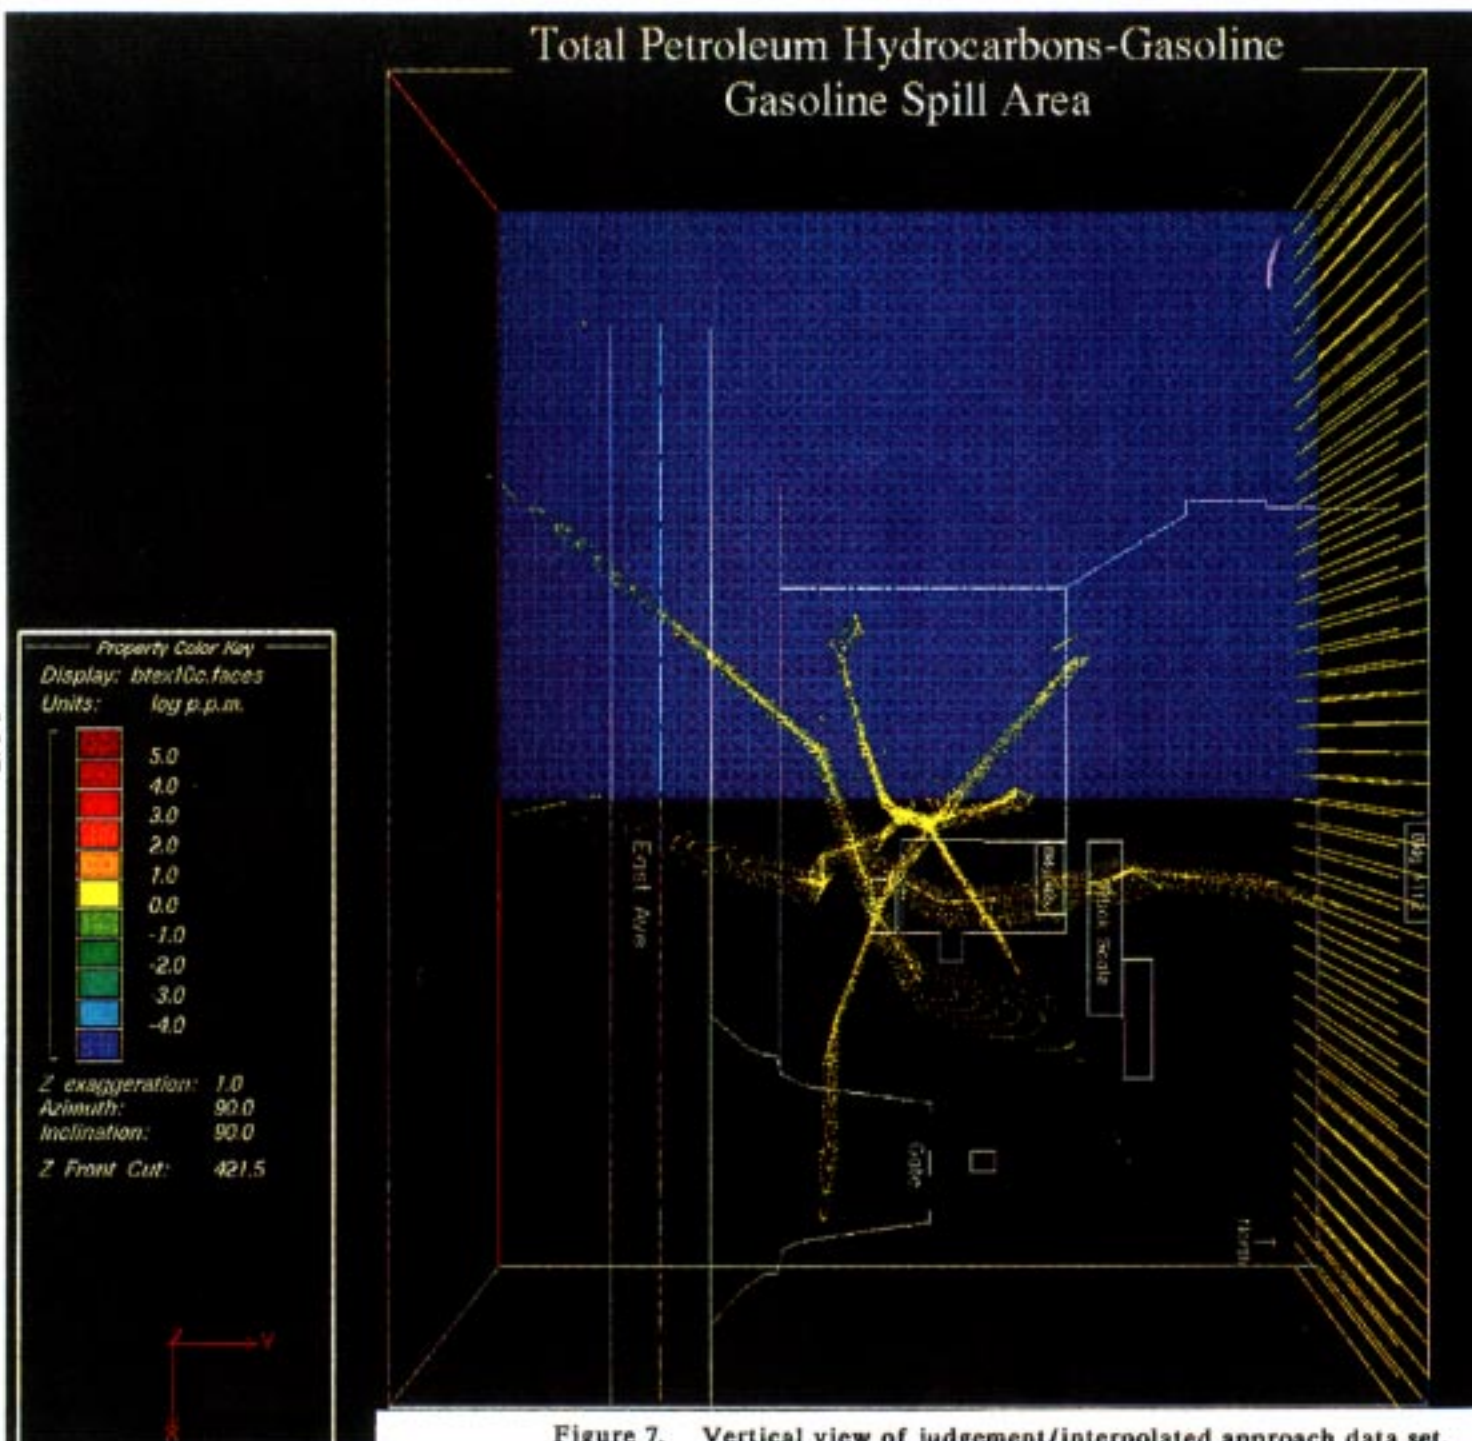 Total Petroleum Hydrocarbons-Gasoline
Gasoline Spill Area
Property Color Key
Display: btex10c.faces
Units: log p.p.m.
5.0
4.0
3.0
2.0
1.0
0.0
-1.0
-2.0
-3.0
-4.0
Z exaggeration: 1.0
Azimuth: 90.0
Inclination: 90.0
Z Front Cut: 421.5
Z
Y
X
East Ave
Scale
Gate
North
Figure 7. Vertical view of judgement/interpolated approach data set